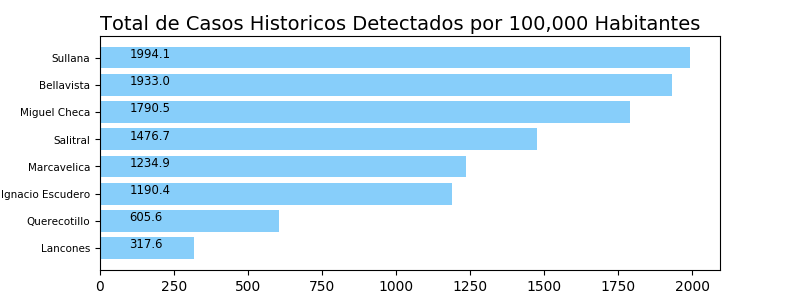 Total de Casos Historicos Detectados por 100,000 Habitantes
Sullana 1994.1
Bellavista 1933.0
Miguel Checa 1790.5
Salitral 1476.7
Marcavelica 1234.9
Ignacio Escudero 1190.4
Querecotillo 605.6
Lancones 317.6
0 250 500 750 1000 1250 1500 1750 2000